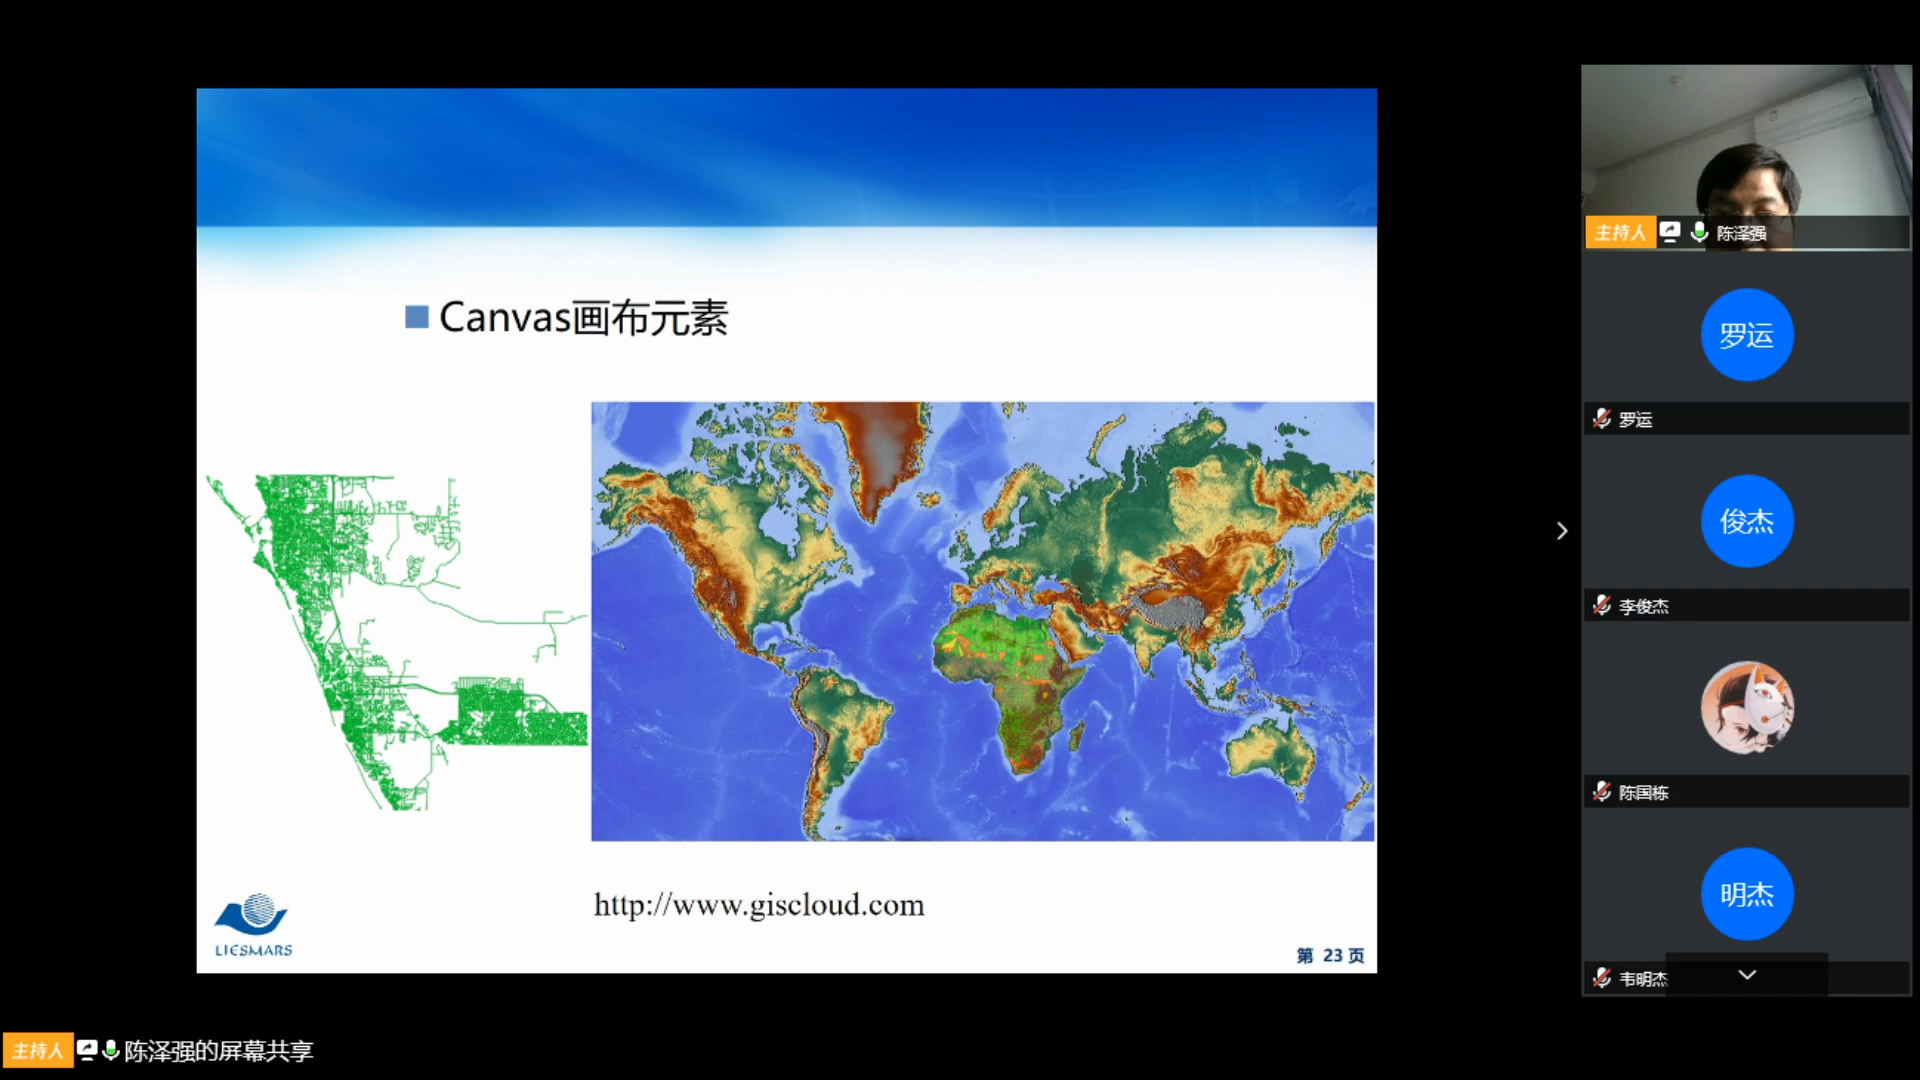 Canvas画布元素
http://www.giscloud.com
LIESMARS
第 23 页
主持人 陈泽强
罗运
罗运
俊杰
李俊杰
陈国栋
明杰
韦明杰
主持人 陈泽强的屏幕共享